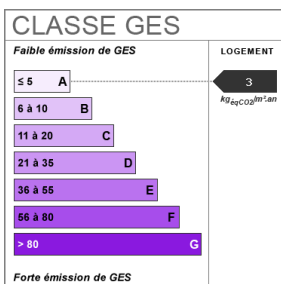 CLASSE GES
Faible émission de GES
LOGEMENT
≤ 5 A
3
kgéqCO2/m².an
6 à 10 B
11 à 20 C
21 à 35 D
36 à 55 E
56 à 80 F
> 80 G
Forte émission de GES